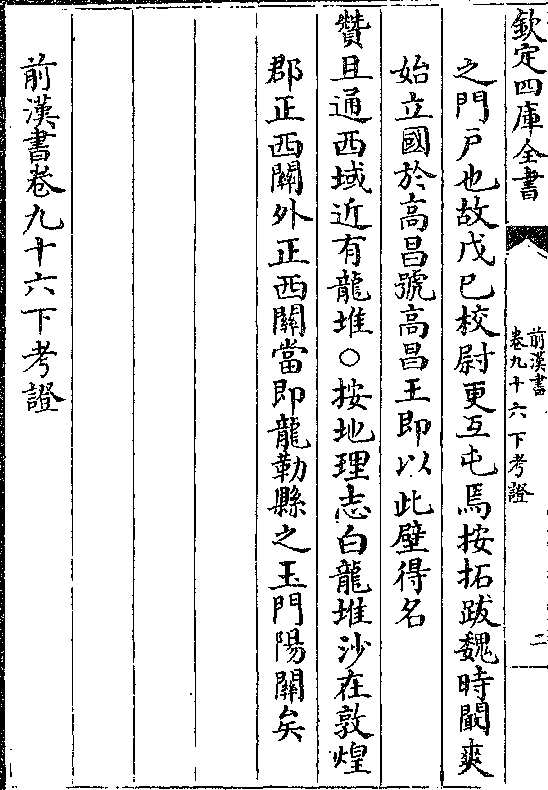 欽定四庫全書
前漢書
卷九十六下考證
二
之門戸也故戊已校尉更互屯焉按拓跋魏時闞爽
始立國於高昌號高昌王即以此壁得名
贊且通西域近有龍堆○按地理志白龍堆沙在敦煌
郡正西關外正西關當即龍勒縣之玉門陽關矣
前漢書卷九十六下考證